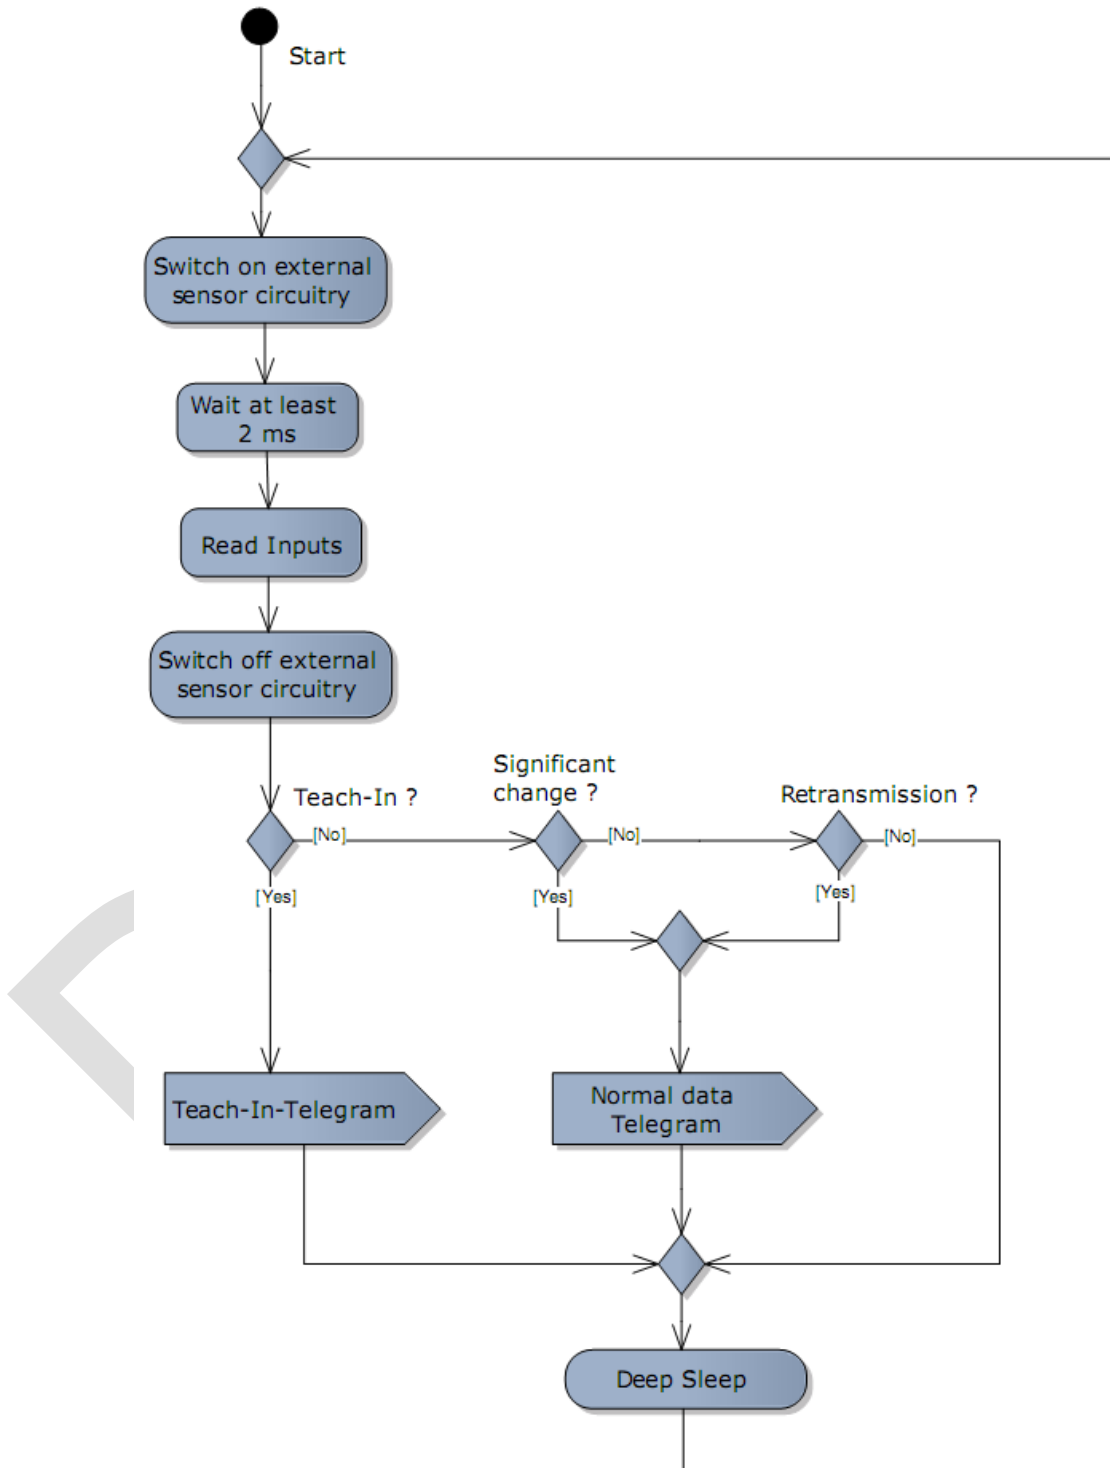 Start
Switch on external
sensor circuitry
Wait at least
2 ms
Read Inputs
Switch off external
sensor circuitry
Teach-In ?
Significant
change ?
Retransmission ?
[No]
[No]
[No]
[Yes]
[Yes]
[Yes]
Teach-In-Telegram
Normal data
Telegram
Deep Sleep